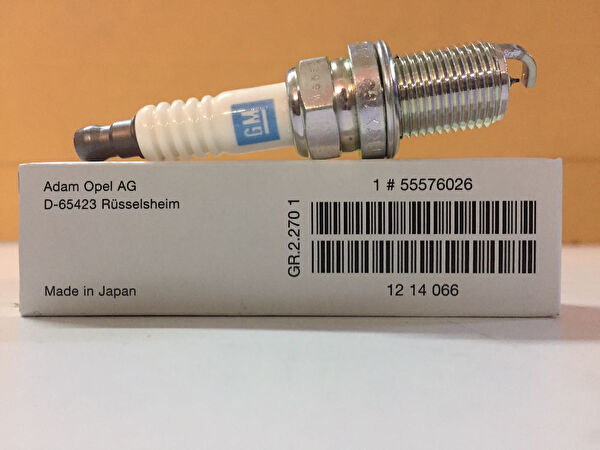 GM
Adam Opel AG
D-65423 Rüsselsheim
Made in Japan
GR.2.270 1
1 # 55576026
12 14 066